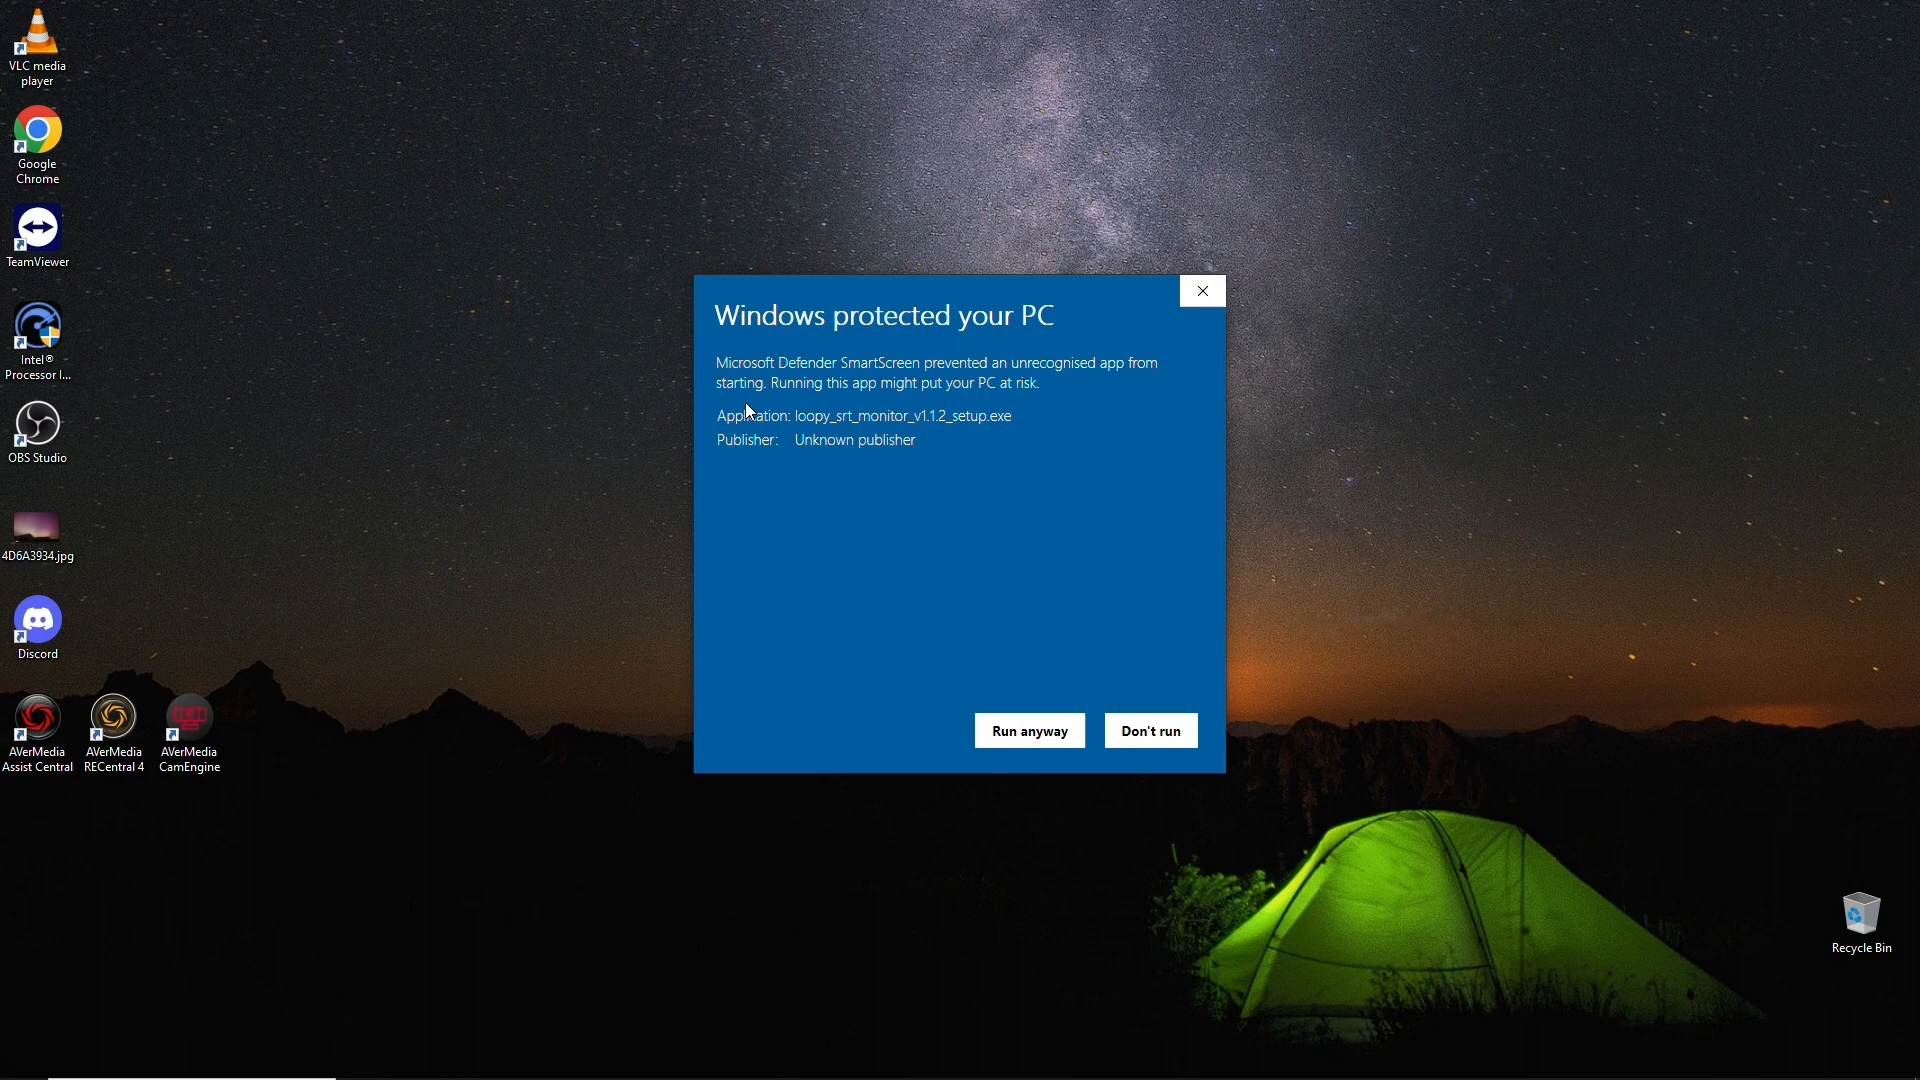 VLC media
player
Google
Chrome
TeamViewer
Intel®
Processor I...
OBS Studio
4D6A3934.jpg
Discord
AVerMedia
Assist Central
AVerMedia
RECentral 4
AVerMedia
CamEngine
Windows protected your PC
Microsoft Defender SmartScreen prevented an unrecognised app from
starting. Running this app might put your PC at risk.
Application: loopy_srt_monitor_v1.1.2_setup.exe
Publisher: Unknown publisher
Run anyway
Don't run
Recycle Bin